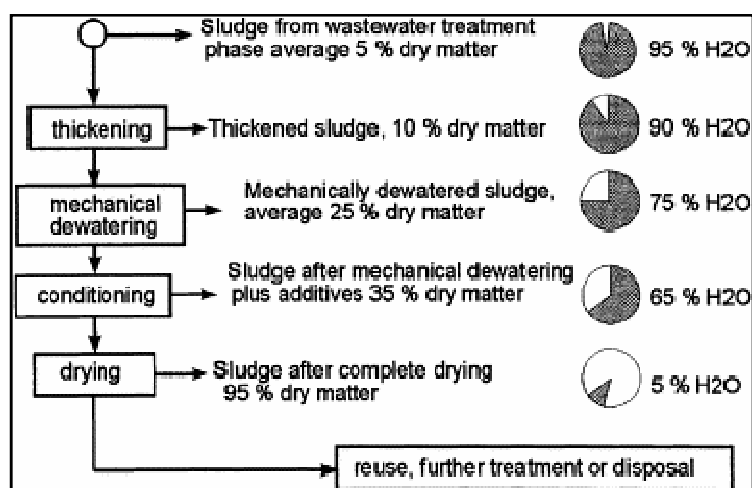 Sludge from wastewater treatment
phase average 5 % dry matter
95 % H2O
thickening
Thickened sludge, 10 % dry matter
90 % H2O
mechanical
dewatering
Mechanically dewatered sludge,
average 25 % dry matter
75 % H2O
conditioning
Sludge after mechanical dewatering
plus additives 35 % dry matter
65 % H2O
drying
Sludge after complete drying
95 % dry matter
5 % H2O
reuse, further treatment or disposal